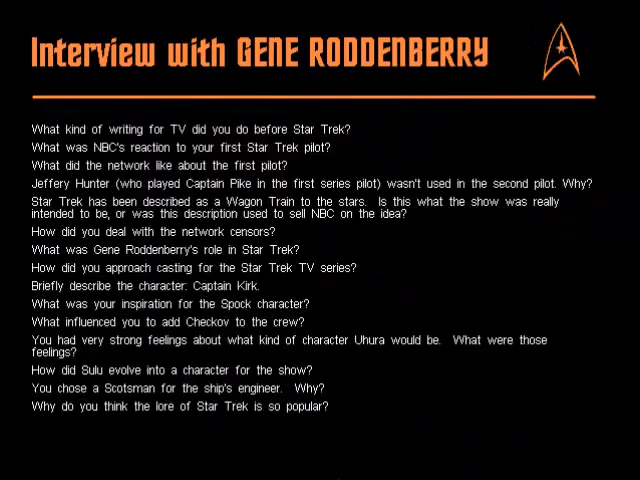 Interview with GENE RODDENBERRY
What kind of writing for TV did you do before Star Trek?
What was NBC's reaction to your first Star Trek pilot?
What did the network like about the first pilot?
Jeffery Hunter (who played Captain Pike in the first series pilot) wasn't used in the second pilot. Why?
Star Trek has been described as a Wagon Train to the stars. Is this what the show was really
intended to be, or was this description used to sell NBC on the idea?
How did you deal with the network censors?
What was Gene Roddenberry's role in Star Trek?
How did you approach casting for the Star Trek TV series?
Briefly describe the character: Captain Kirk.
What was your inspiration for the Spock character?
What influenced you to add Checkov to the crew?
You had very strong feelings about what kind of character Uhura would be. What were those
feelings?
How did Sulu evolve into a character for the show?
You chose a Scotsman for the ship's engineer. Why?
Why do you think the lore of Star Trek is so popular?